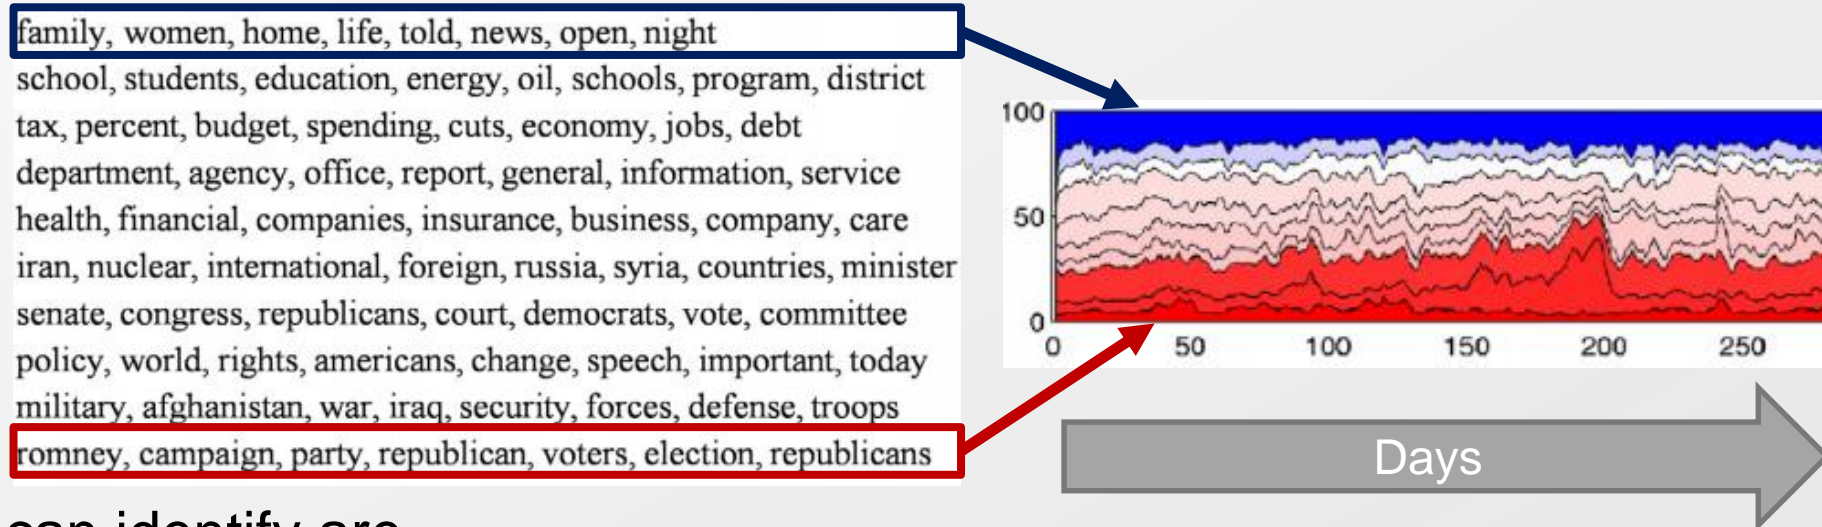 family, women, home, life, told, news, open, night
school, students, education, energy, oil, schools, program, district
tax, percent, budget, spending, cuts, economy, jobs, debt
department, agency, office, report, general, information, service
health, financial, companies, insurance, business, company, care
iran, nuclear, international, foreign, russia, syria, countries, minister
senate, congress, republicans, court, democrats, vote, committee
policy, world, rights, americans, change, speech, important, today
military, afghanistan, war, iraq, security, forces, defense, troops
romney, campaign, party, republican, voters, election, republicans
100
50
0
0 50 100 150 200 250
Days
can identify are